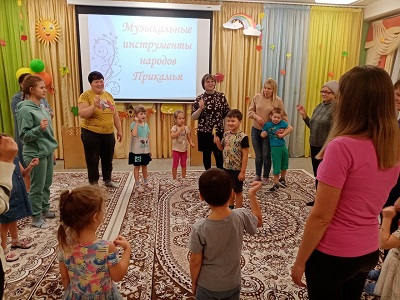 Музыкальные
инструменты
народов
Прикамья